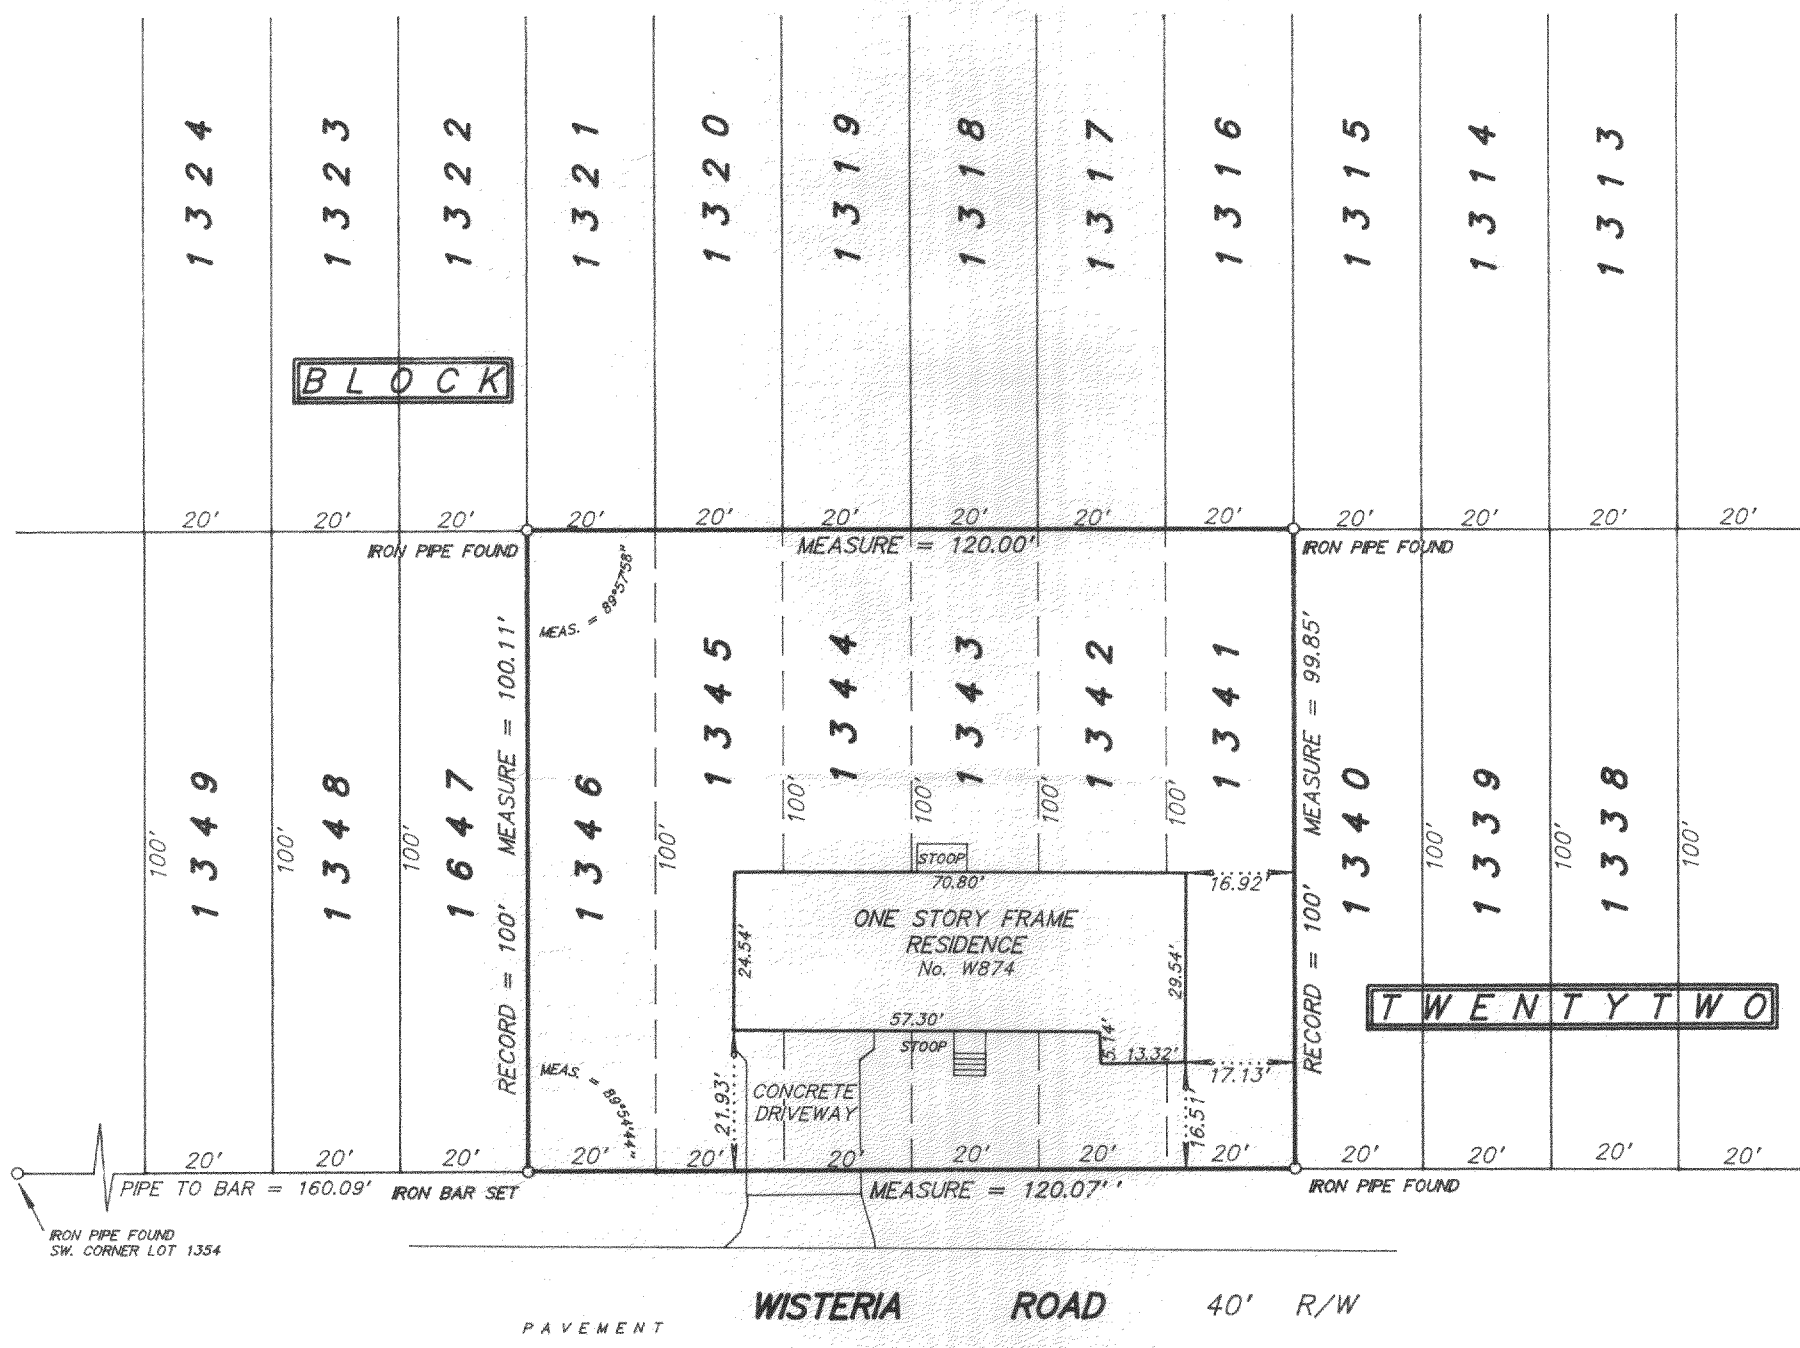 1324
1323
1322
1321
1320
1319
1318
1317
1316
1315
1314
1313
BLOCK
20' 20' 20' 20' 20' 20' 20' 20' 20' 20' 20' 20' 20'
IRON PIPE FOUND
MEASURE = 120.00'
IRON PIPE FOUND
MEAS. = 89°57'58"
1349
1348
1647
1346
1345
1344
1343
1342
1341
1340
1339
1338
100'
100'
100'
RECORD = 100' MEASURE = 100.11'
100'
100'
100'
100'
100'
RECORD = 100' MEASURE = 99.85'
100'
100'
100'
STOOP
70.80'
16.92'
ONE STORY FRAME
RESIDENCE
No. W874
24.54'
29.54'
TWENTYTWO
57.30'
STOOP
5.14'
13.32'
17.13'
MEAS. = 89°54'44"
21.93'
CONCRETE
DRIVEWAY
16.51'
20' 20' 20' 20' 20' 20' 20' 20' 20' 20' 20' 20' 20'
PIPE TO BAR = 160.09'
IRON BAR SET
MEASURE = 120.07''
IRON PIPE FOUND
IRON PIPE FOUND
SW. CORNER LOT 1354
WISTERIA ROAD 40' R/W
PAVEMENT